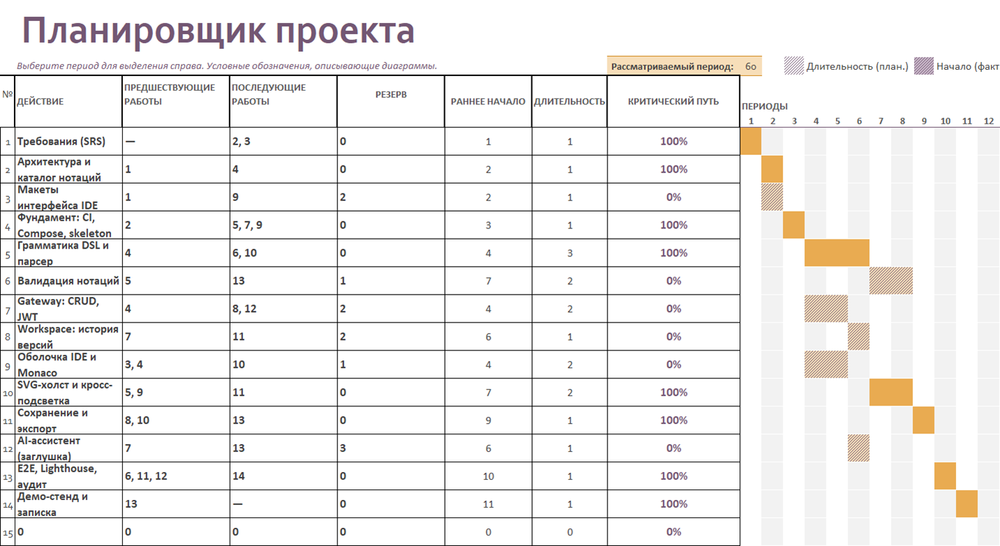 Планировщик проекта
Выберите период для выделения справа. Условные обозначения, описывающие диаграммы.
Рассматриваемый период: 60
Длительность (план.)
Начало (факт
№ ДЕЙСТВИЕ ПРЕДШЕСТВУЮЩИЕ РАБОТЫ ПОСЛЕДУЮЩИЕ РАБОТЫ РЕЗЕРВ РАННЕЕ НАЧАЛО ДЛИТЕЛЬНОСТЬ КРИТИЧЕСКИЙ ПУТЬ ПЕРИОДЫ
1 2 3 4 5 6 7 8 9 10 11 12
1 Требования (SRS) — 2, 3 0 1 1 100%
2 Архитектура и каталог нотаций 1 4 0 2 1 100%
3 Макеты интерфейса IDE 1 9 2 2 1 0%
4 Фундамент: CI, Compose, skeleton 2 5, 7, 9 0 3 1 100%
5 Грамматика DSL и парсер 4 6, 10 0 4 3 100%
6 Валидация нотаций 5 13 1 7 2 0%
7 Gateway: CRUD, JWT 4 8, 12 2 4 2 0%
8 Workspace: история версий 7 11 2 6 1 0%
9 Оболочка IDE и Monaco 3, 4 10 1 4 2 0%
10 SVG-холст и кросс-подсветка 5, 9 11 0 7 2 100%
11 Сохранение и экспорт 8, 10 13 0 9 1 100%
12 AI-ассистент (заглушка) 7 13 3 6 1 0%
13 E2E, Lighthouse, аудит 6, 11, 12 14 0 10 1 100%
14 Демо-стенд и записка 13 — 0 11 1 100%
15 0 0 0 0 0 0 0%